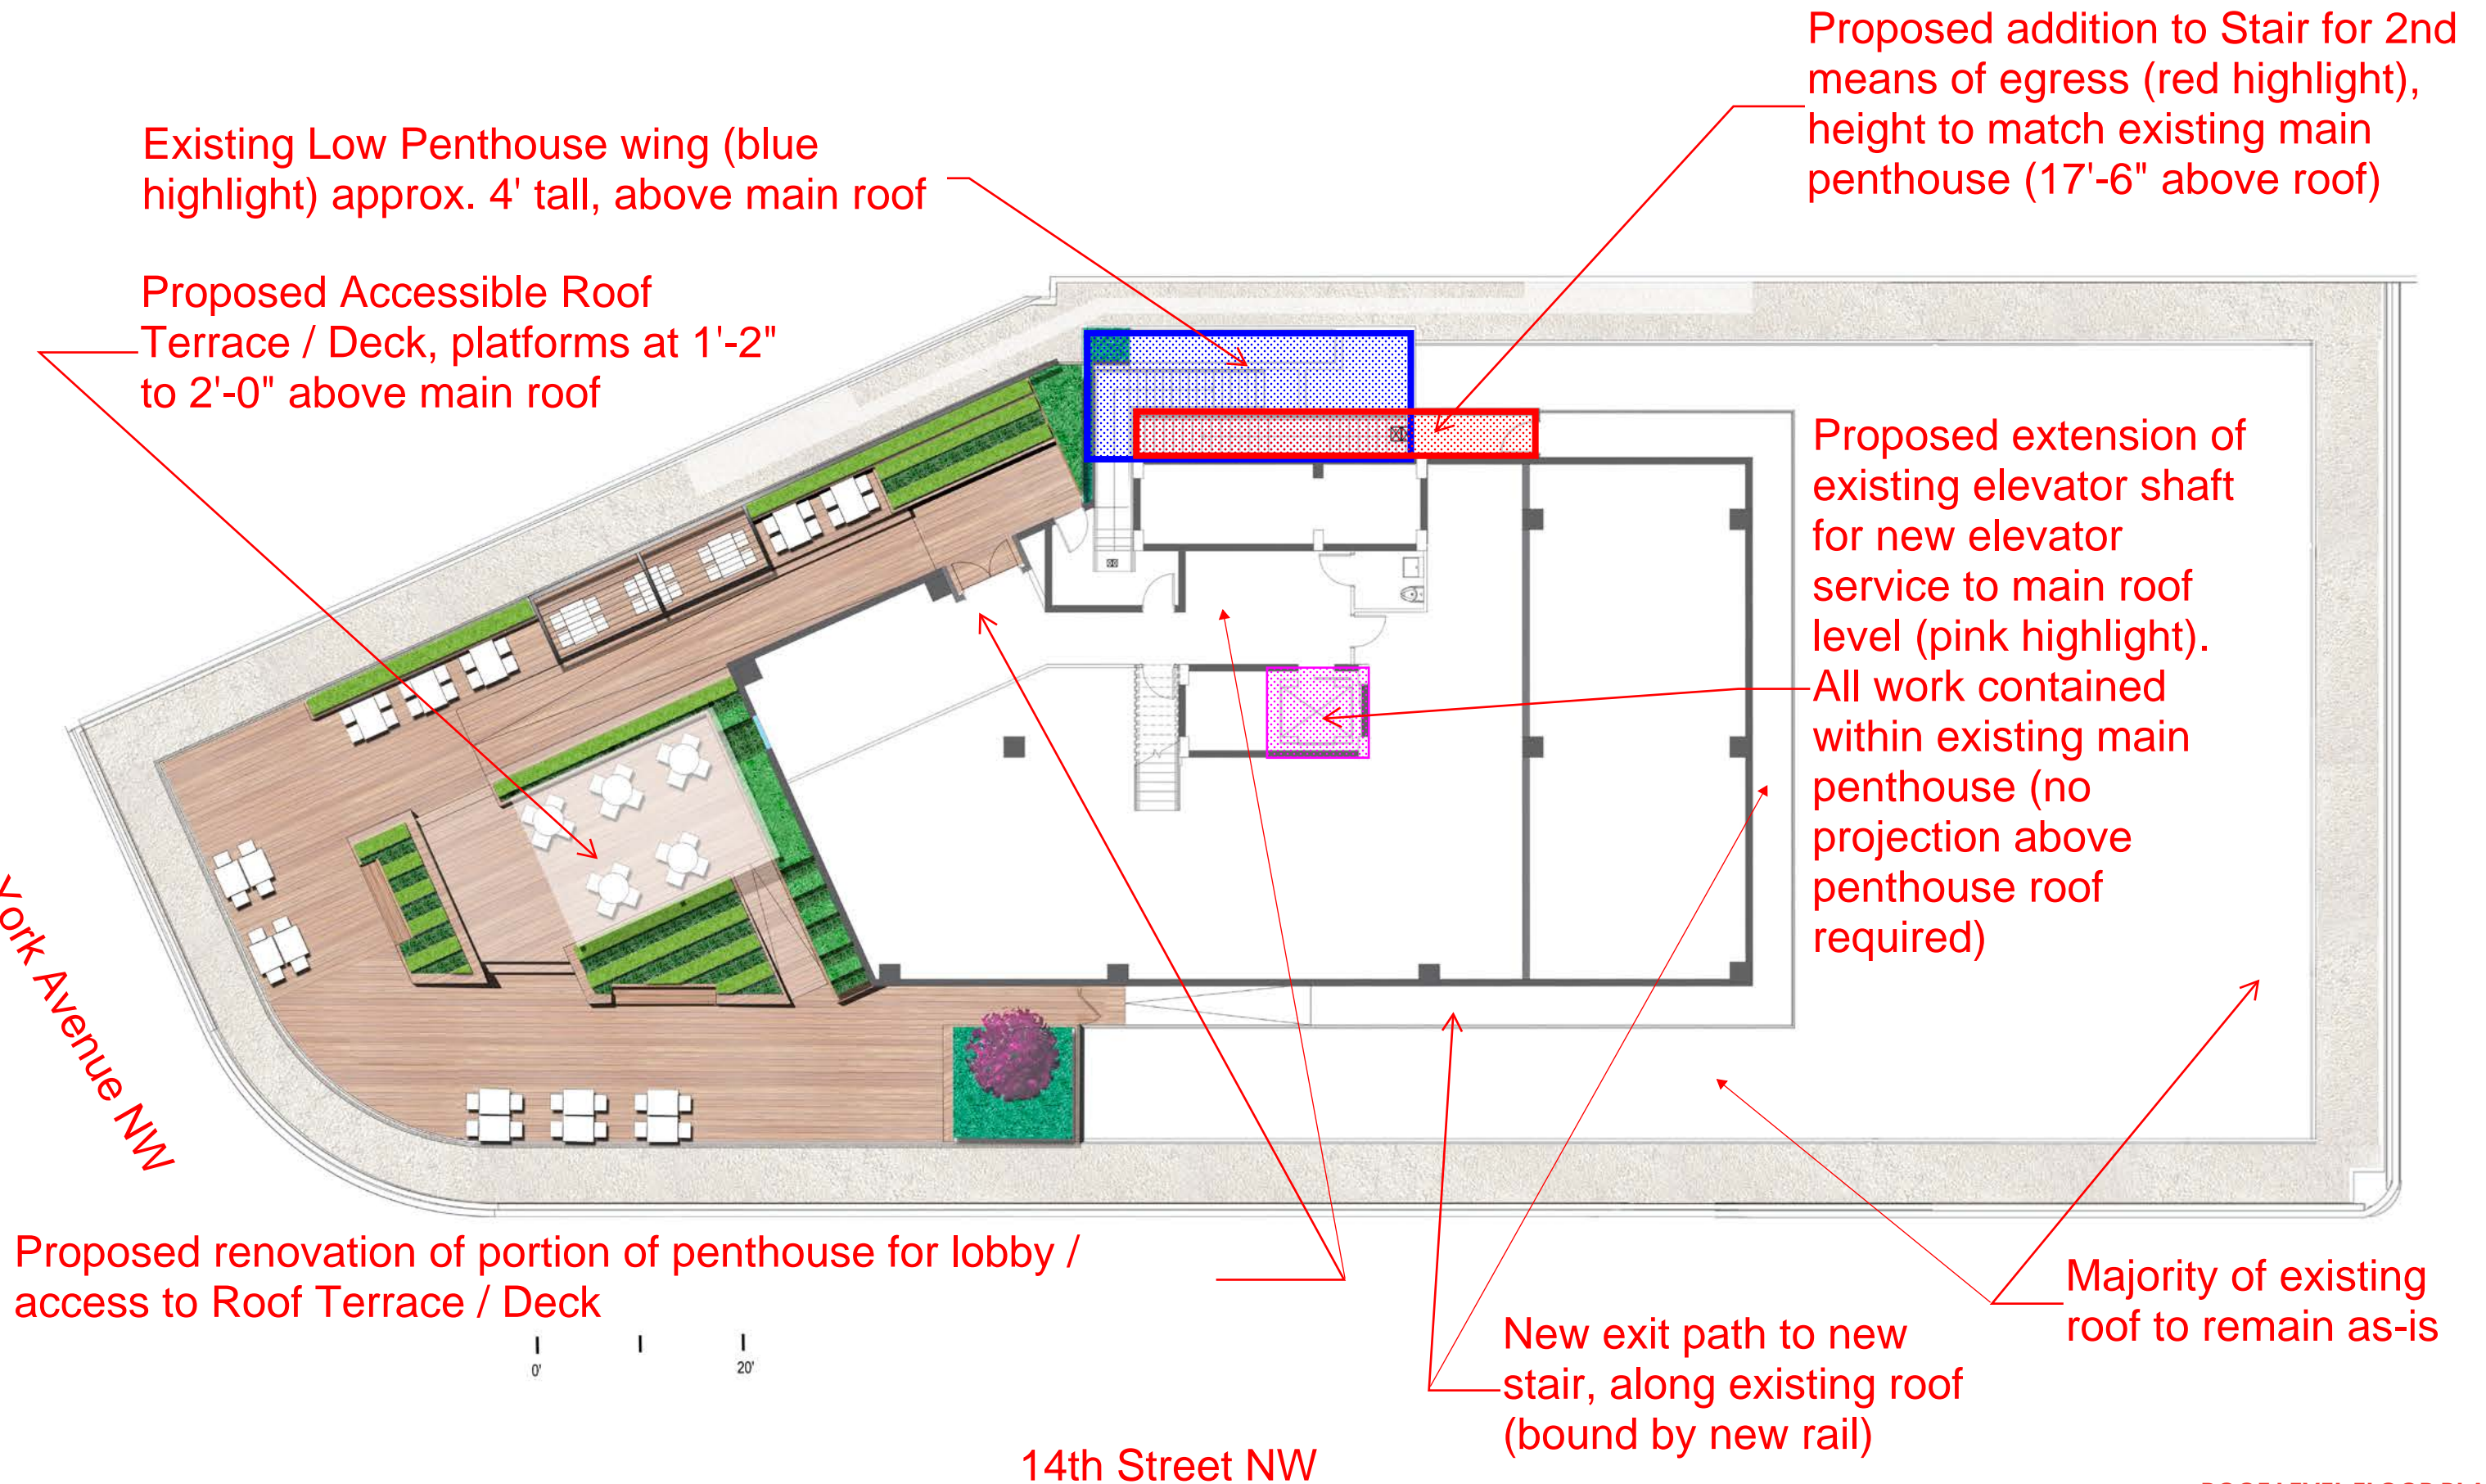 Proposed addition to Stair for 2nd
means of egress (red highlight),
height to match existing main
penthouse (17'-6" above roof)
Existing Low Penthouse wing (blue
highlight) approx. 4' tall, above main roof
Proposed Accessible Roof
Terrace / Deck, platforms at 1'-2"
to 2'-0" above main roof
Proposed extension of
existing elevator shaft
for new elevator
service to main roof
level (pink highlight).
All work contained
within existing main
penthouse (no
projection above
penthouse roof
required)
York Avenue NW
Proposed renovation of portion of penthouse for lobby /
access to Roof Terrace / Deck
Majority of existing
roof to remain as-is
New exit path to new
stair, along existing roof
(bound by new rail)
0'
20'
14th Street NW